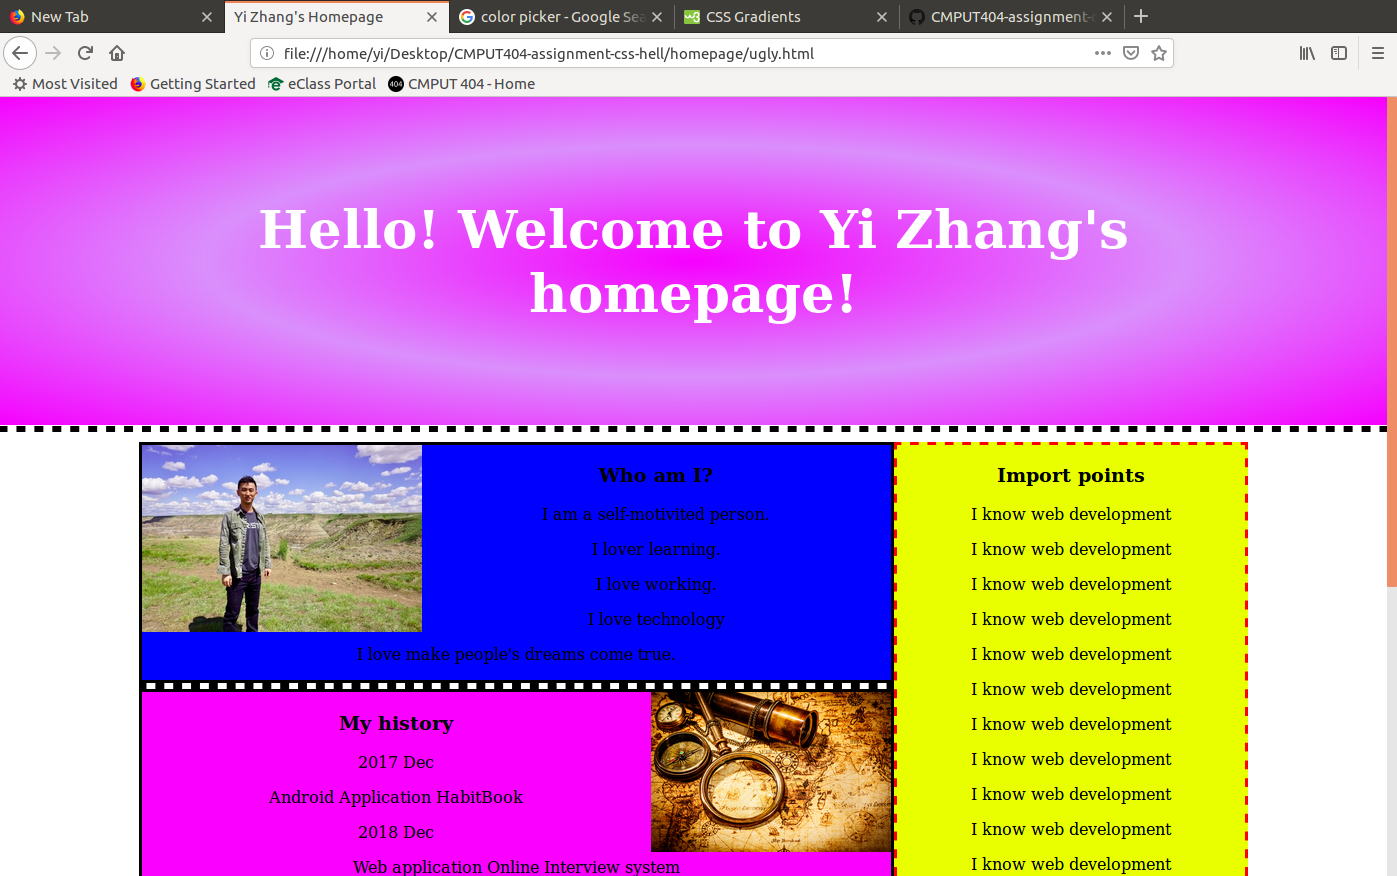 New Tab
Yi Zhang's Homepage
color picker - Google Sea
CSS Gradients
CMPUT404-assignment-
file:///home/yi/Desktop/CMPUT404-assignment-css-hell/homepage/ugly.html
Most Visited
Getting Started
eClass Portal
404
CMPUT 404 - Home
Hello! Welcome to Yi Zhang's
homepage!
Who am I?
I am a self-motivited person.
I lover learning.
I love working.
I love technology
I love make people's dreams come true.
My history
2017 Dec
Android Application HabitBook
2018 Dec
Web application Online Interview system
Import points
I know web development
I know web development
I know web development
I know web development
I know web development
I know web development
I know web development
I know web development
I know web development
I know web development
I know web development